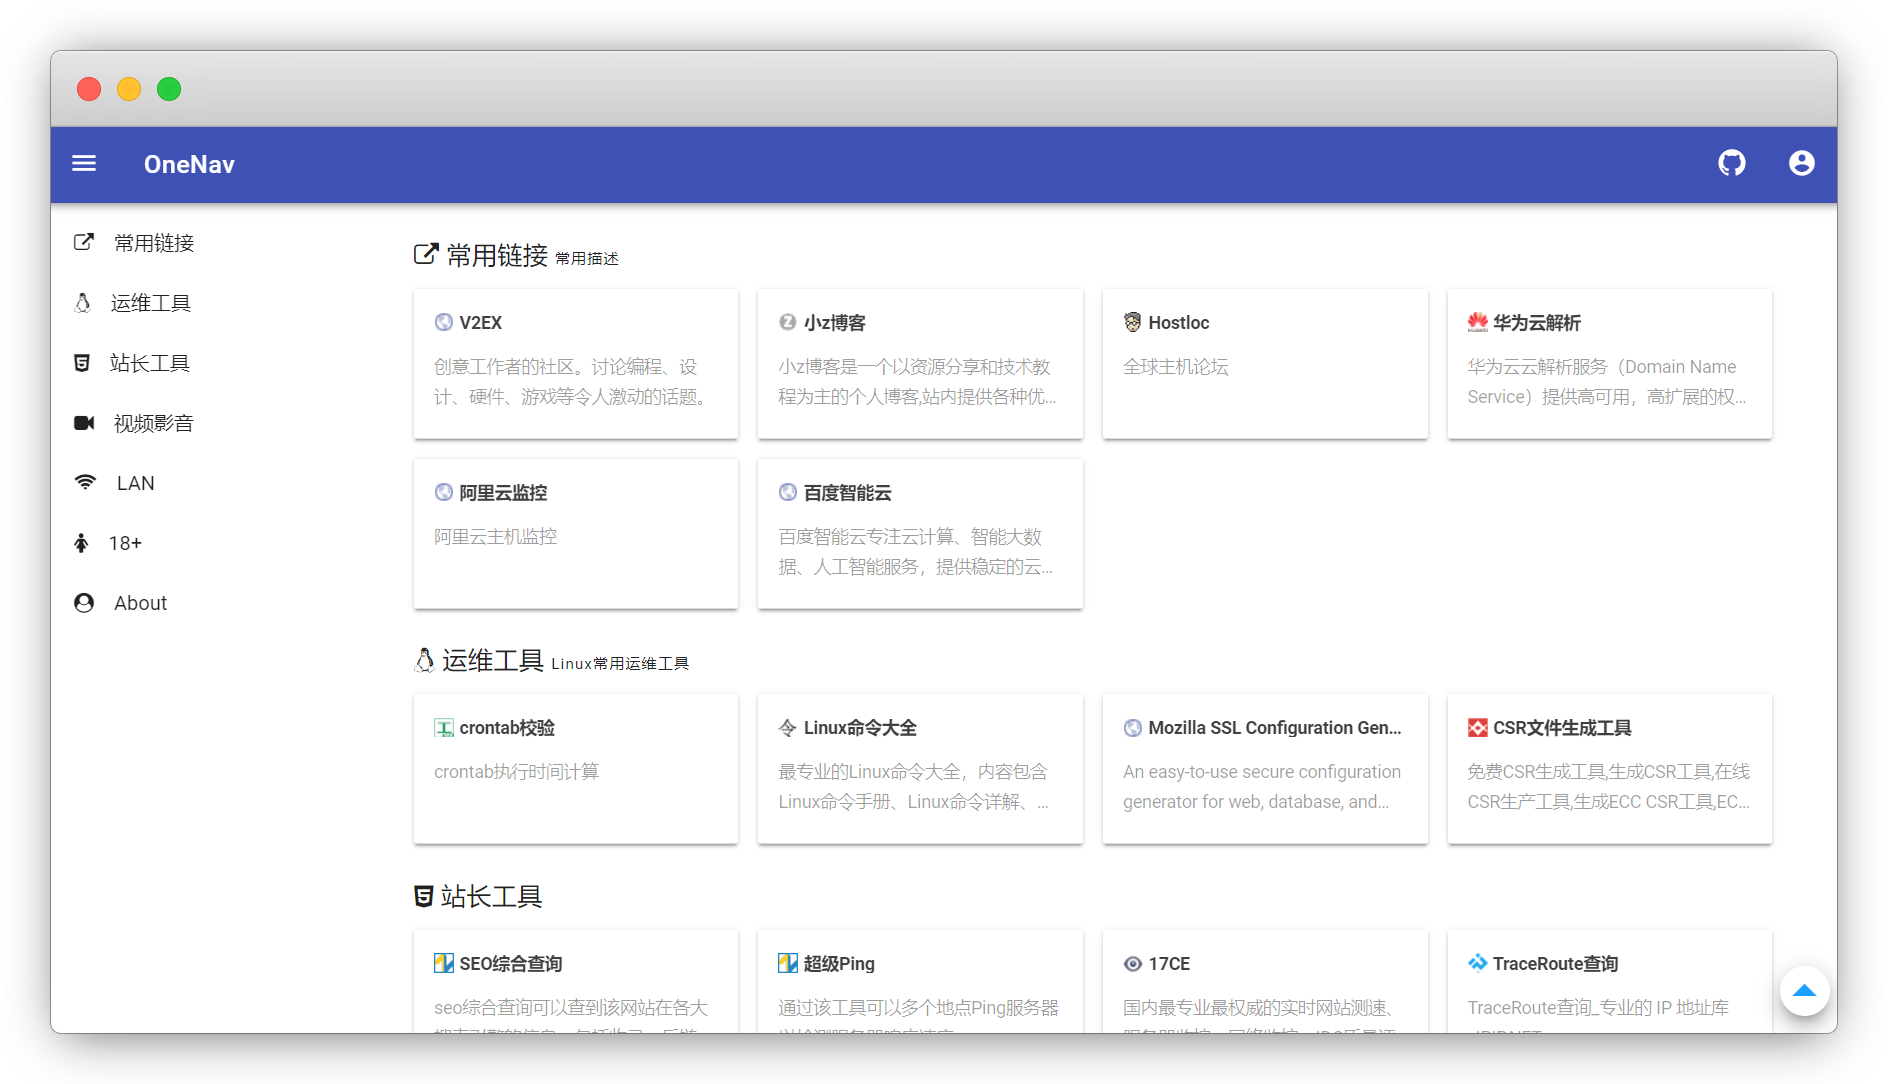 OneNav
常用链接
运维工具
站长工具
视频影音
LAN
18+
About
常用链接 常用描述
V2EX
创意工作者的社区。讨论编程、设
计、硬件、游戏等令人激动的话题。
小z博客
小z博客是一个以资源分享和技术教
程为主的个人博客,站内提供各种优...
Hostloc
全球主机论坛
华为云解析
华为云云解析服务（Domain Name
Service）提供高可用，高扩展的权...
阿里云监控
阿里云主机监控
百度智能云
百度智能云专注云计算、智能大数
据、人工智能服务，提供稳定的云...
运维工具 Linux常用运维工具
crontab校验
crontab执行时间计算
Linux命令大全
最专业的Linux命令大全，内容包含
Linux命令手册、Linux命令详解、...
Mozilla SSL Configuration Gen...
An easy-to-use secure configuration
generator for web, database, and...
CSR文件生成工具
免费CSR生成工具,生成CSR工具,在线
CSR生产工具,生成ECC CSR工具,EC...
站长工具
SEO综合查询
seo综合查询可以查到该网站在各大
超级Ping
通过该工具可以多个地点Ping服务器
17CE
国内最专业最权威的实时网站测速、
TraceRoute查询
TraceRoute查询_专业的 IP 地址库